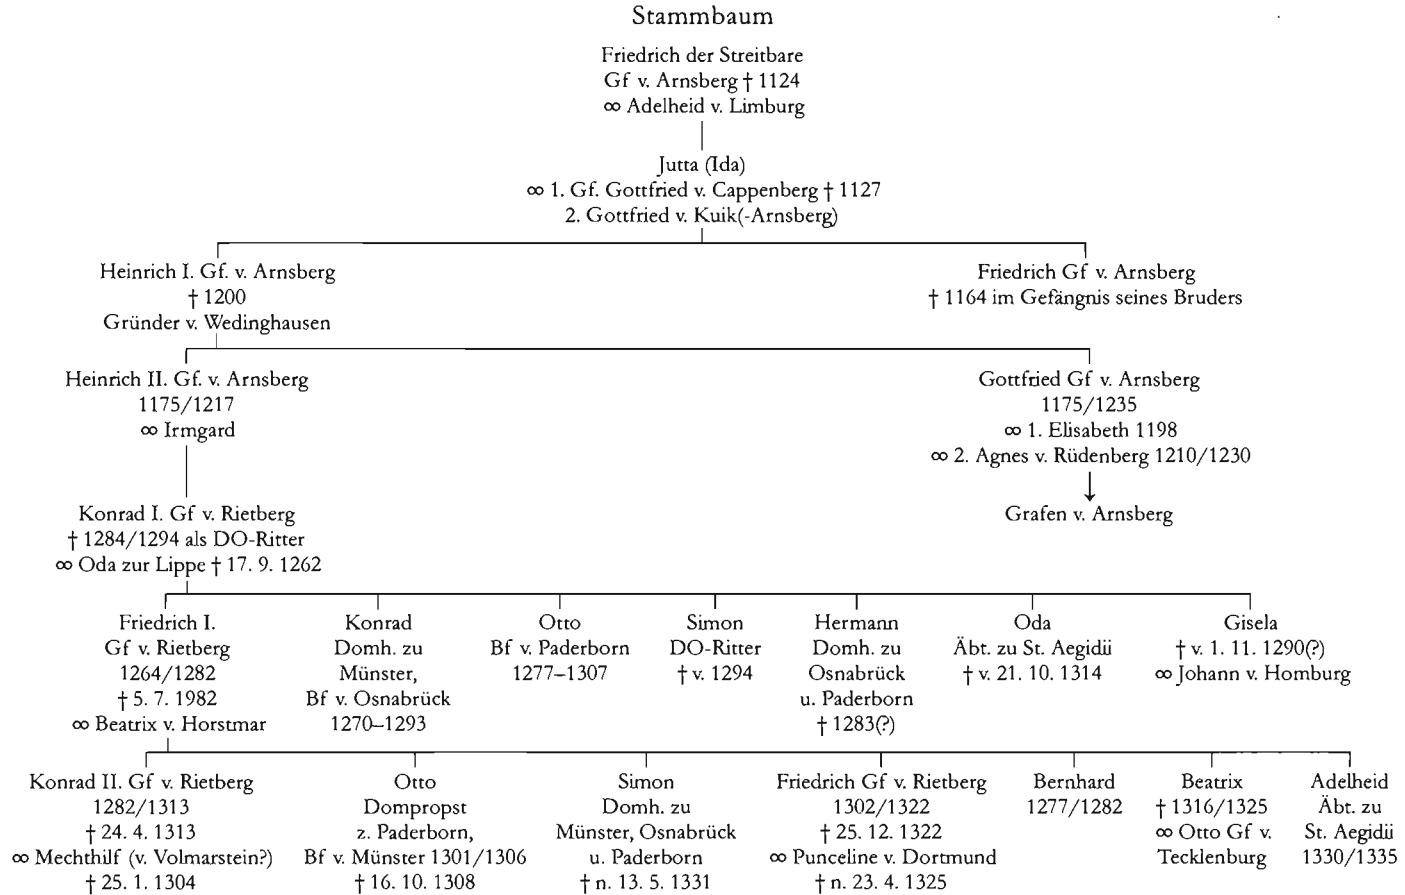 Stammbaum
Friedrich der Streitbare
Gf v. Arnsberg † 1124
∞ Adelheid v. Limburg
Jutta (Ida)
∞ 1. Gf. Gottfried v. Cappenberg † 1127
2. Gottfried v. Kuik(-Arnsberg)
Heinrich I. Gf. v. Arnsberg
† 1200
Gründer v. Wedinghausen
Friedrich Gf v. Arnsberg
† 1164 im Gefängnis seines Bruders
Heinrich II. Gf. v. Arnsberg
1175/1217
∞ Irmgard
Gottfried Gf v. Arnsberg
1175/1235
∞ 1. Elisabeth 1198
∞ 2. Agnes v. Rüdenberg 1210/1230
Grafen v. Arnsberg
Konrad I. Gf v. Rietberg
† 1284/1294 als DO-Ritter
∞ Oda zur Lippe † 17. 9. 1262
Friedrich I.
Gf v. Rietberg
1264/1282
† 5. 7. 1982
∞ Beatrix v. Horstmar
Konrad
Domh. zu
Münster,
Bf v. Osnabrück
1270–1293
Otto
Bf v. Paderborn
1277–1307
Simon
DO-Ritter
† v. 1294
Hermann
Domh. zu
Osnabrück
u. Paderborn
† 1283(?)
Oda
Äbt. zu St. Aegidii
† v. 21. 10. 1314
Gisela
† v. 1. 11. 1290(?)
∞ Johann v. Homburg
Konrad II. Gf v. Rietberg
1282/1313
† 24. 4. 1313
∞ Mechthilf (v. Volmarstein?)
† 25. 1. 1304
Otto
Dompropst
z. Paderborn,
Bf v. Münster 1301/1306
† 16. 10. 1308
Simon
Domh. zu
Münster, Osnabrück
u. Paderborn
† n. 13. 5. 1331
Friedrich Gf v. Rietberg
1302/1322
† 25. 12. 1322
∞ Punceline v. Dortmund
† n. 23. 4. 1325
Bernhard
1277/1282
Beatrix
† 1316/1325
∞ Otto Gf v.
Tecklenburg
Adelheid
Äbt. zu
St. Aegidii
1330/1335